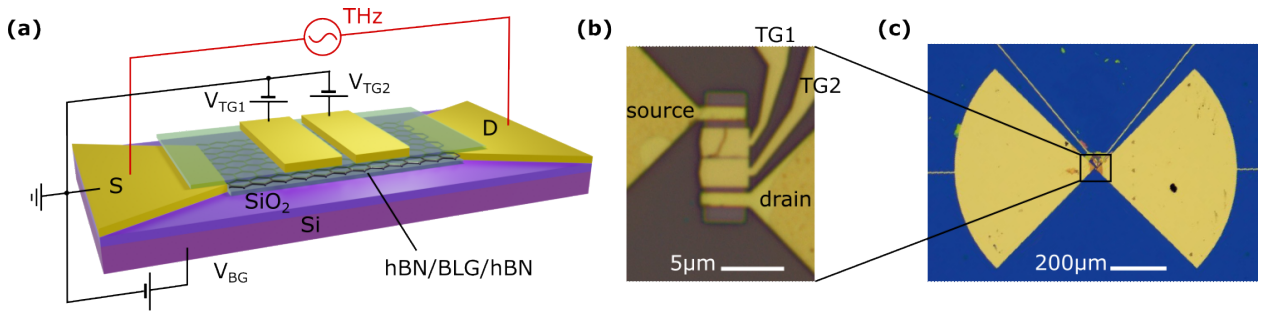 (a)
THz
V_TG1
V_TG2
S
D
SiO₂
Si
V_BG
hBN/BLG/hBN
(b)
TG1
TG2
source
drain
5μm
(c)
200μm